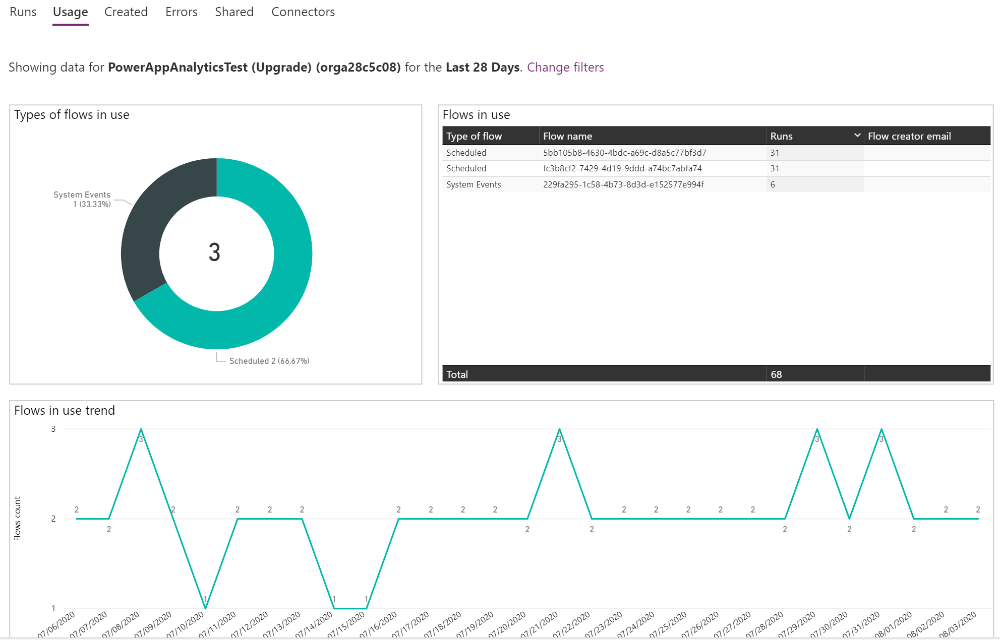 Runs Usage Created Errors Shared Connectors
Showing data for PowerAppAnalyticsTest (Upgrade) (orga28c5c08) for the Last 28 Days. Change filters
Types of flows in use
System Events
1 (33.33%)
3
Scheduled 2 (66.67%)
Flows in use
Type of flow Flow name Runs Flow creator email
Scheduled 5bb105b8-4630-4bdc-a69c-d8a5c77bf3d7 31
Scheduled fc3b8cf2-7429-4d19-9ddd-a74bc7abfa74 31
System Events 229fa295-1c58-4b73-8d3d-e152577e994f 6
Total 68
Flows in use trend
Flows count
3
2
1
2 2 3 2 1 2 2 2 1 1 2 2 2 2 2 3 2 2 2 2 2 2 2 3 2 3 2 2 2
07/06/2020 07/07/2020 07/08/2020 07/09/2020 07/10/2020 07/11/2020 07/12/2020 07/13/2020 07/14/2020 07/15/2020 07/16/2020 07/17/2020 07/18/2020 07/19/2020 07/20/2020 07/21/2020 07/22/2020 07/23/2020 07/24/2020 07/25/2020 07/26/2020 07/27/2020 07/28/2020 07/29/2020 07/30/2020 07/31/2020 08/01/2020 08/02/2020 08/03/2020